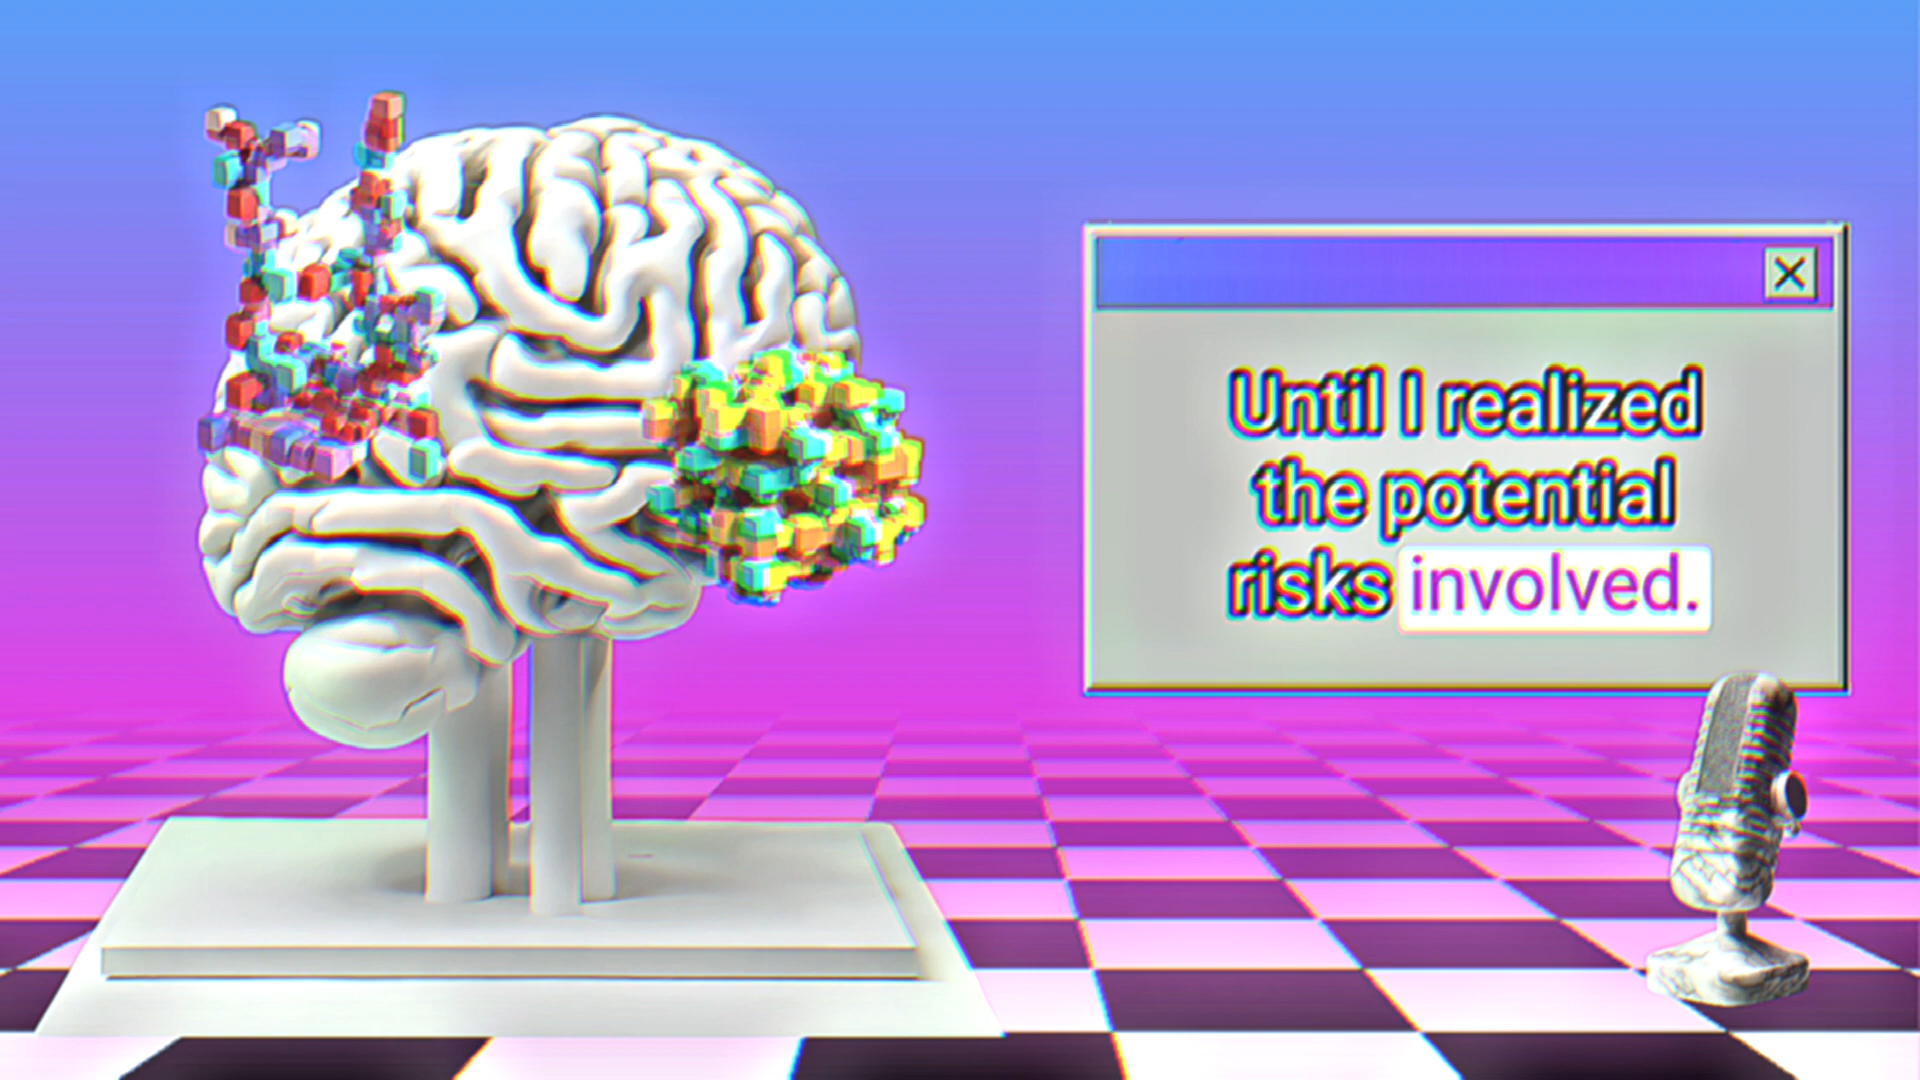 Until I realized
the potential
risks involved.